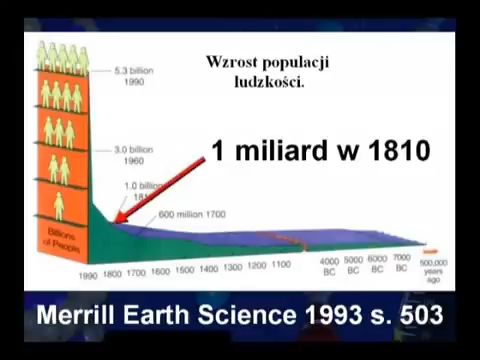 Wzrost populacji
ludzkości.
5.3 billion
1990
1 miliard w 1810
3.0 billion
1960
1.0 billion
600 million 1700
Billions
of People
1990 1800 1700 1600 1500 1400 1300 1200 1100 4000 BC 5000 BC 6000 BC 7000 BC 500,000 years ago
Merrill Earth Science 1993 s. 503